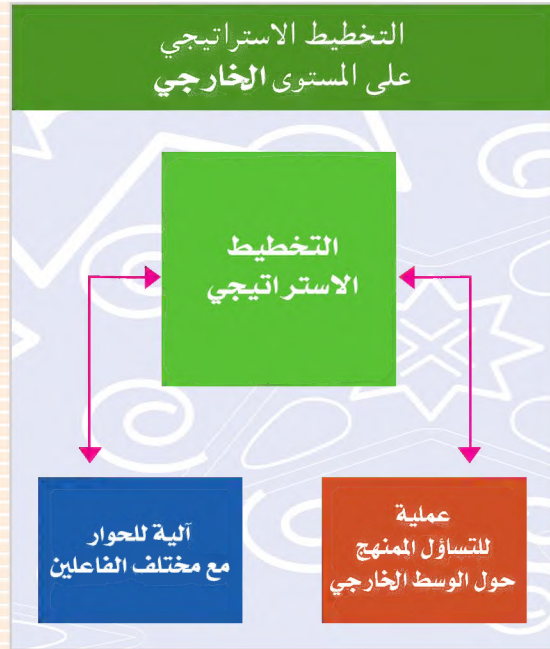 التخطيط الاستراتيجي
على المستوى الخارجي
التخطيط
الاستراتيجي
عملية
للتساؤل الممنهج
حول الوسط الخارجي
آلية للحوار
مع مختلف الفاعلين